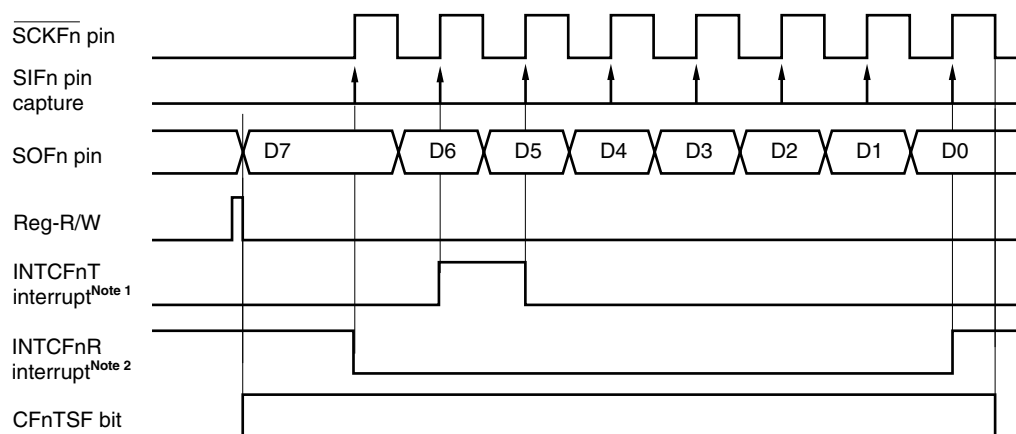 SCKFn pin
SIFn pin
capture
SOFn pin
D7 D6 D5 D4 D3 D2 D1 D0
Reg-R/W
INTCFnT
interruptNote 1
INTCFnR
interruptNote 2
CFnTSF bit